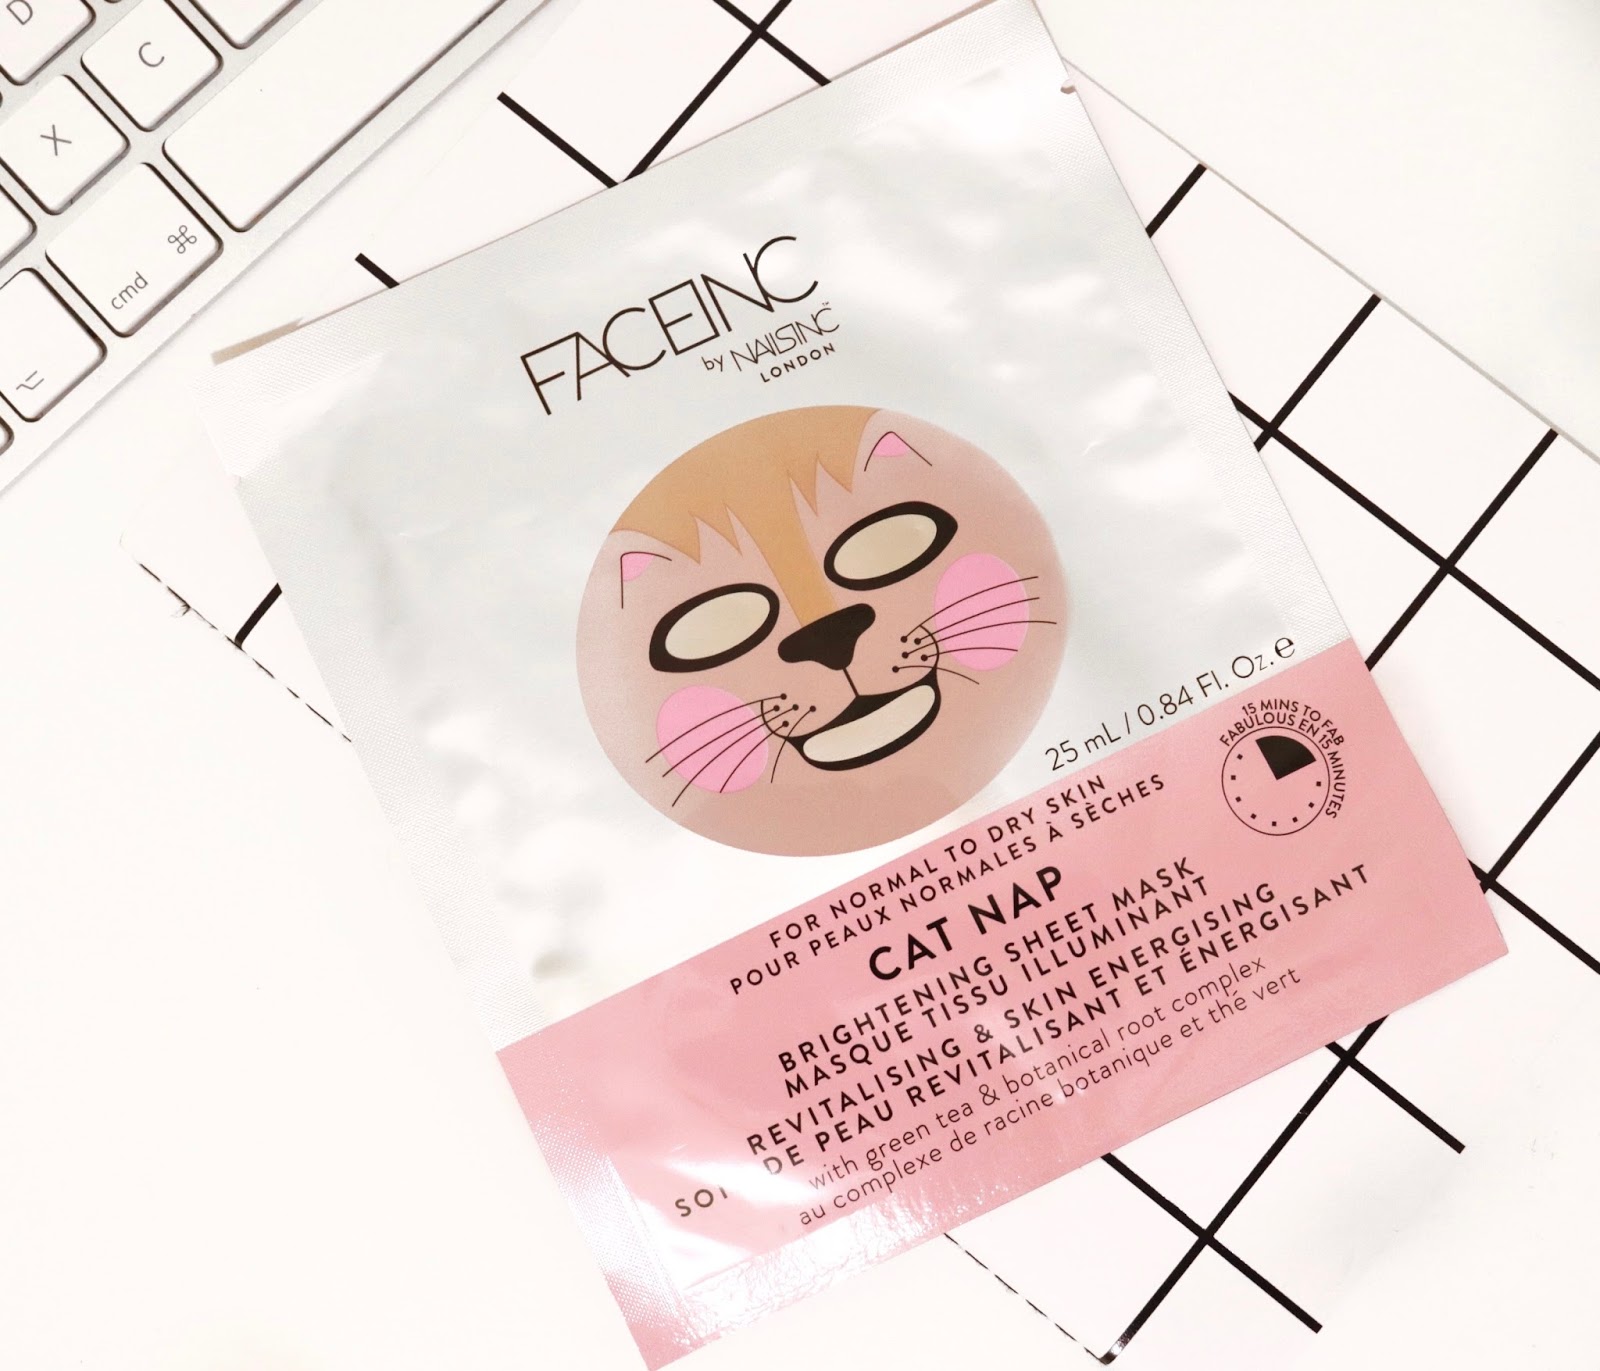 D
C
X
⌘
cmd
⌥
FACEINC
by NAILSINC™
LONDON
25 mL / 0.84 Fl. Oz. ℮
15 MINS TO FAB
FABULOUS EN 15 MINUTES
FOR NORMAL TO DRY SKIN
POUR PEAUX NORMALES À SÈCHES
CAT NAP
BRIGHTENING SHEET MASK
MASQUE TISSU ILLUMINANT
REVITALISING & SKIN ENERGISING
DE PEAU REVITALISANT ET ÉNERGISANT
with green tea & botanical root complex
au complexe de racine botanique et thé vert